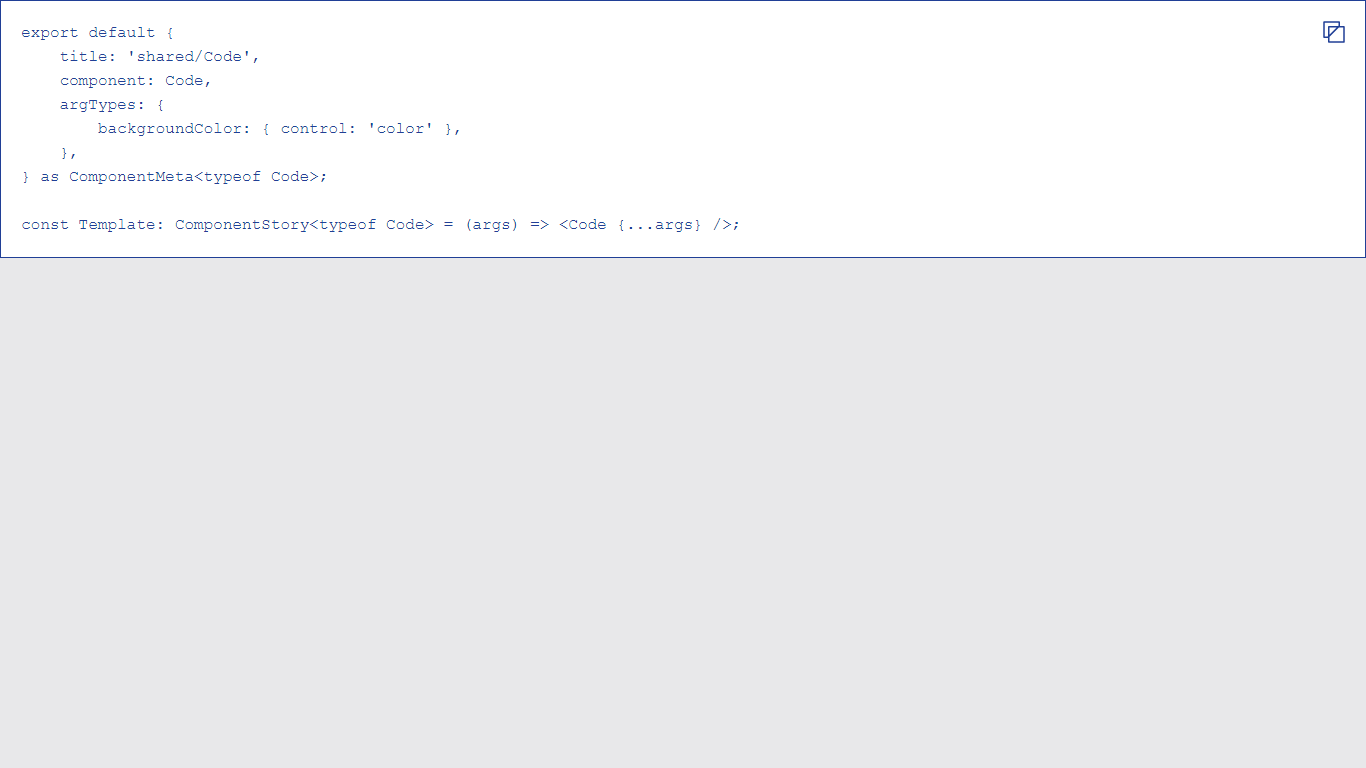 export default {
    title: 'shared/Code',
    component: Code,
    argTypes: {
        backgroundColor: { control: 'color' },
    },
} as ComponentMeta<typeof Code>;

const Template: ComponentStory<typeof Code> = (args) => <Code {...args} />;